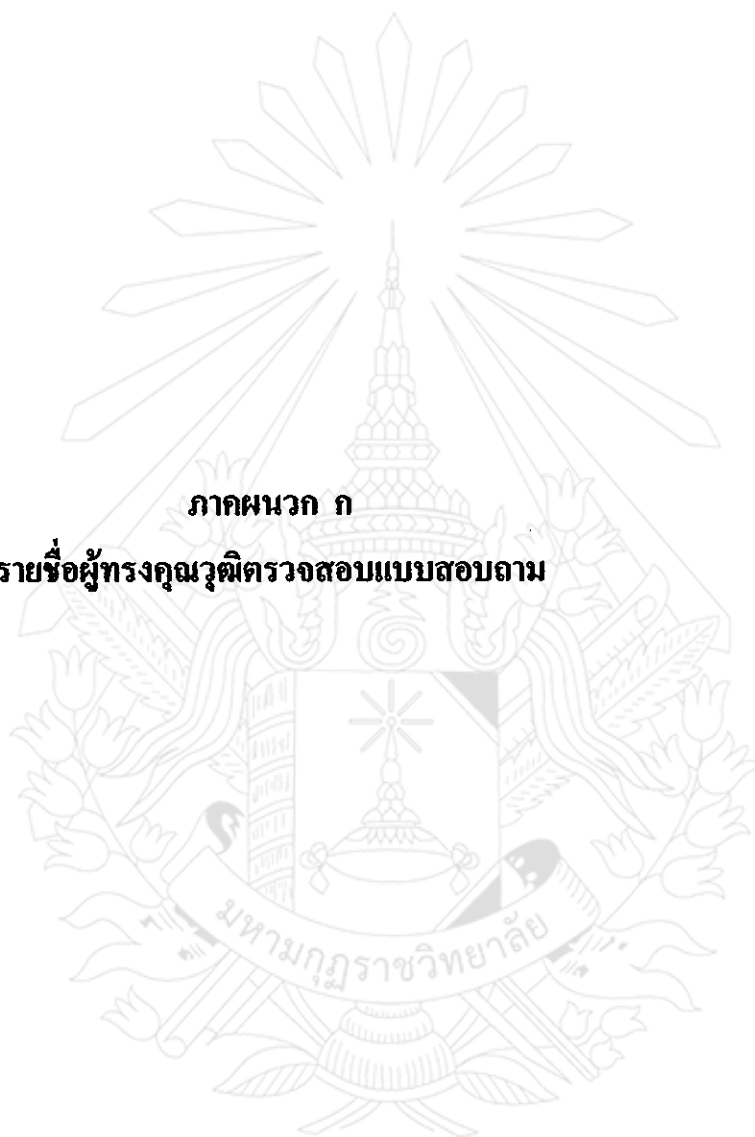 ภาคผนวก ก
รายชื่อผู้ทรงคุณวุฒิตรวจสอบแบบสอบถาม
มหามกุฏราชวิทยาลัย